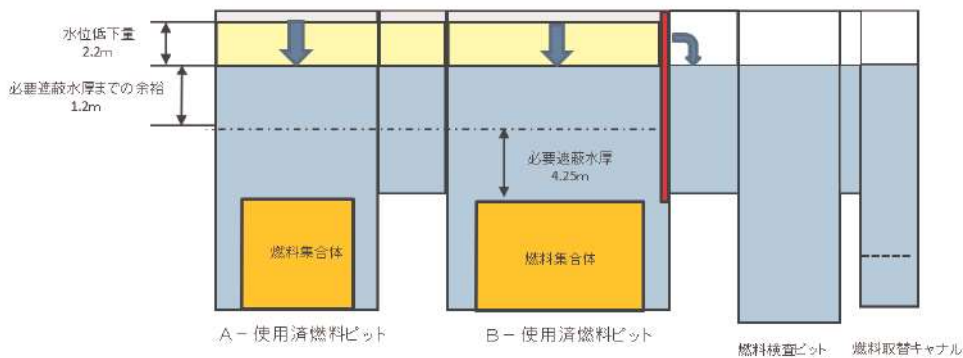 水位低下量
2.2m
必要遮蔽水厚までの余裕
1.2m
必要遮蔽水厚
4.25m
燃料集合体
燃料集合体
A-使用済燃料ピット
B-使用済燃料ピット
燃料検査ピット
燃料取替キャナル